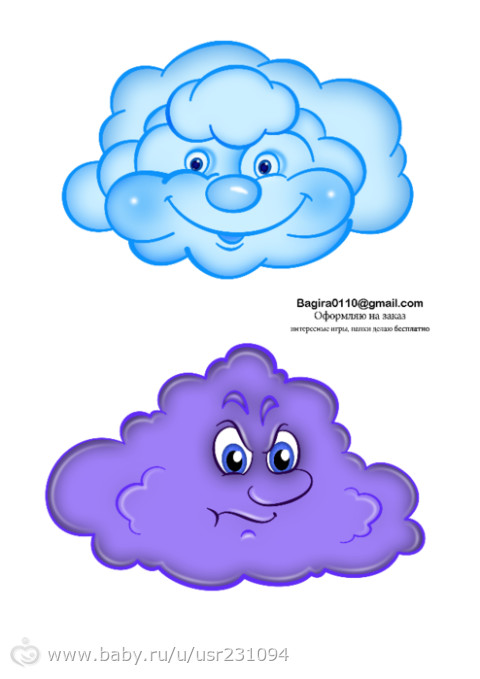 Bagira0110@gmail.com
Оформляю на заказ
интересные игры, папки делаю бесплатно
www.baby.ru/u/usr231094